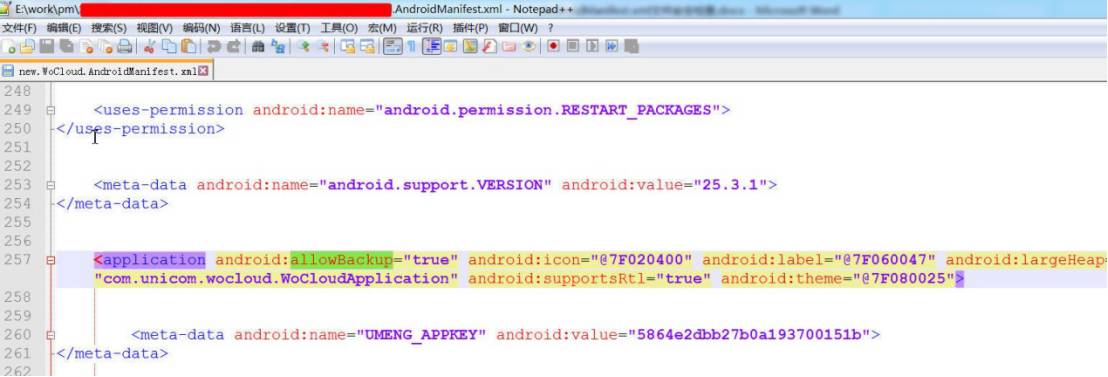 E:\work\pm\
.AndroidManifest.xml - Notepad++
文件(F) 编辑(E) 搜索(S) 视图(V) 编码(N) 语言(L) 设置(T) 工具(O) 宏(M) 运行(R) 插件(P) 窗口(W) ?
new.WoCloud.AndroidManifest.xml
248
249 <uses-permission android:name="android.permission.RESTART_PACKAGES">
250 </uses-permission>
251
252
253 <meta-data android:name="android.support.VERSION" android:value="25.3.1">
254 </meta-data>
255
256
257 <application android:allowBackup="true" android:icon="@7F020400" android:label="@7F060047" android:largeHeap=
"com.unicom.wocloud.WoCloudApplication" android:supportsRtl="true" android:theme="@7F080025">
258
259
260 <meta-data android:name="UMENG_APPKEY" android:value="5864e2dbb27b0a193700151b">
261 </meta-data>
262